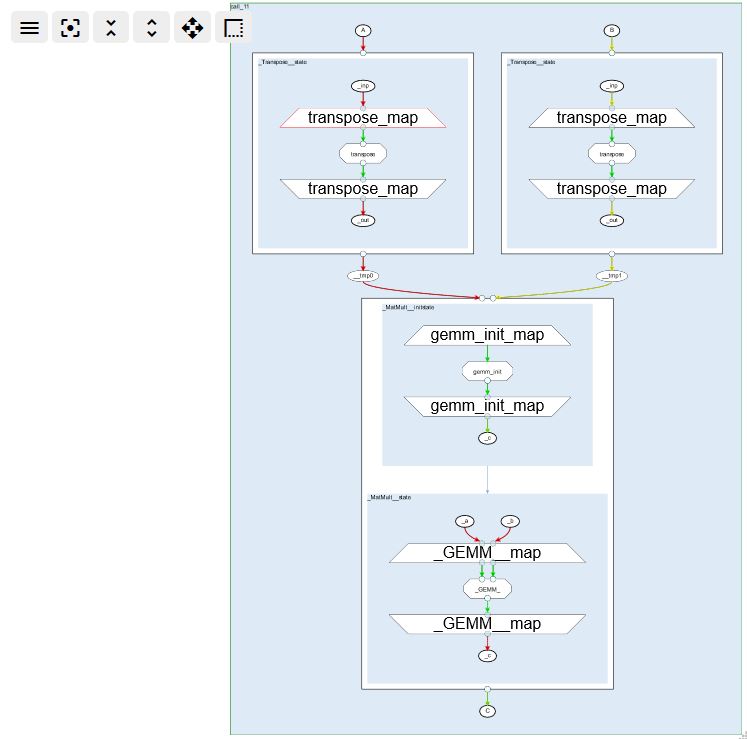 call_11
A
B
_Transpose__state
_Transpose__state
_inp
_inp
transpose_map
transpose_map
transpose
transpose
transpose_map
transpose_map
_out
_out
__tmp0
__tmp1
_MatMult__initstate
gemm_init_map
gemm_init
gemm_init_map
_c
_MatMult__state
_a
_b
_GEMM__map
_GEMM_
_GEMM__map
_c
C